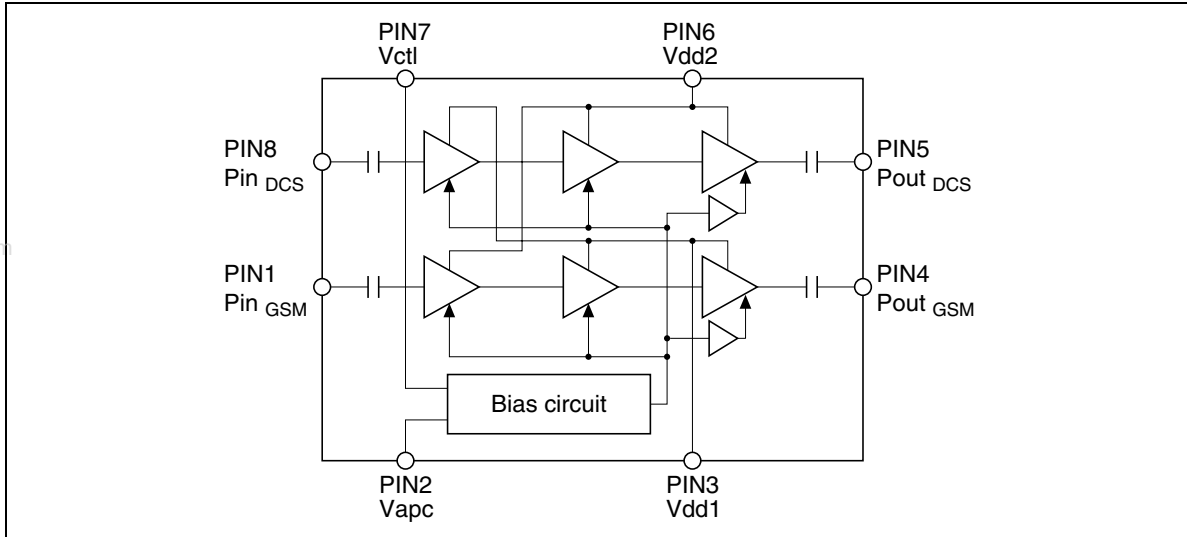 PIN7
Vctl
PIN6
Vdd2
PIN8
Pin DCS
PIN5
Pout DCS
PIN1
Pin GSM
PIN4
Pout GSM
Bias circuit
PIN2
Vapc
PIN3
Vdd1
m